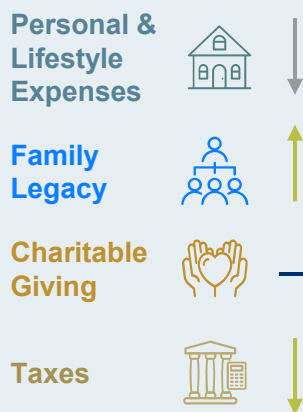 Personal &
Lifestyle
Expenses
Family
Legacy
Charitable
Giving
Taxes